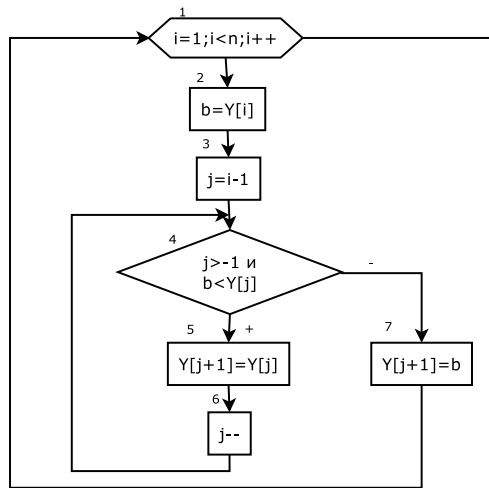 1
i=1;i<n;i++
2
b=Y[i]
3
j=i-1
4
j>-1 и
b<Y[j]
-
5
+
7
Y[j+1]=Y[j]
Y[j+1]=b
6
j--